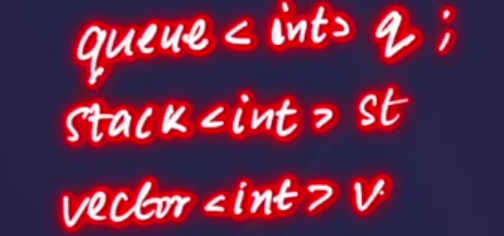 queue <int> q ;
stack <int> st
vector <int> v